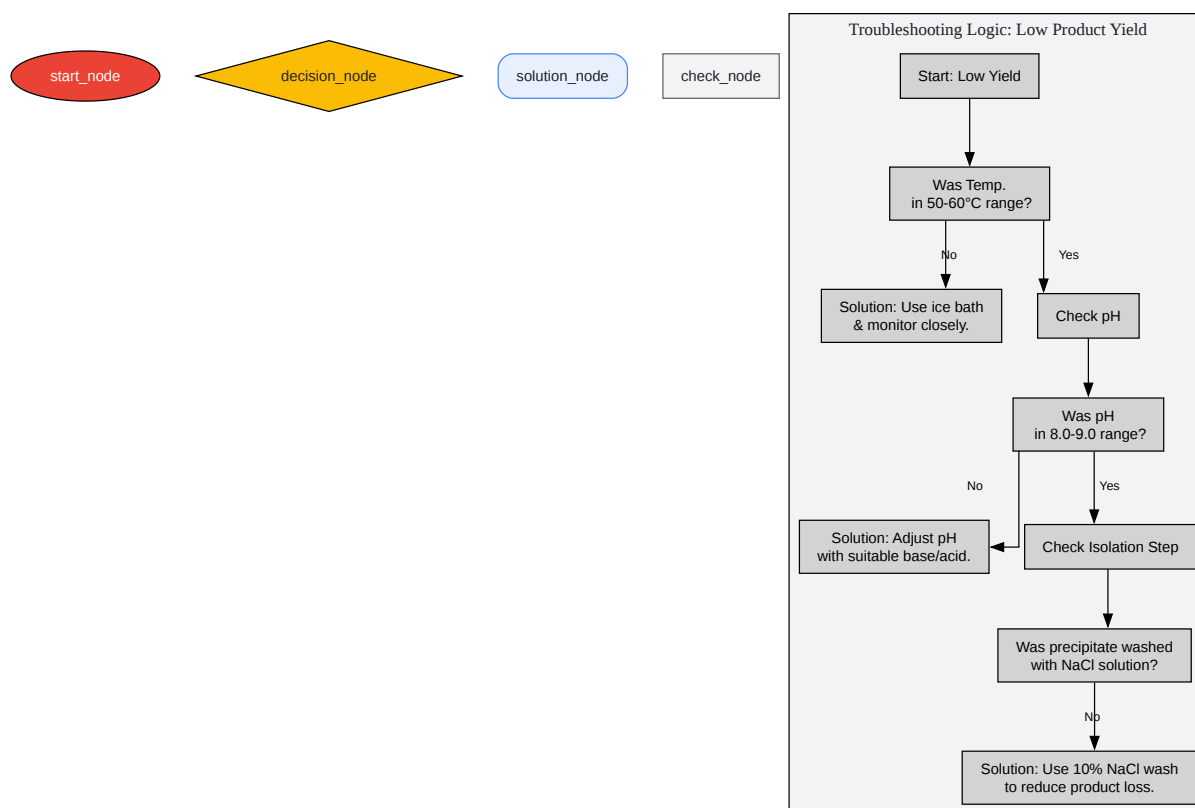 start_node
decision_node
solution_node
check_node
Troubleshooting Logic: Low Product Yield
Start: Low Yield
Was Temp.
in 50-60°C range?
No
Yes
Solution: Use ice bath
& monitor closely.
Check pH
Was pH
in 8.0-9.0 range?
No
Yes
Solution: Adjust pH
with suitable base/acid.
Check Isolation Step
Was precipitate washed
with NaCl solution?
No
Solution: Use 10% NaCl wash
to reduce product loss.